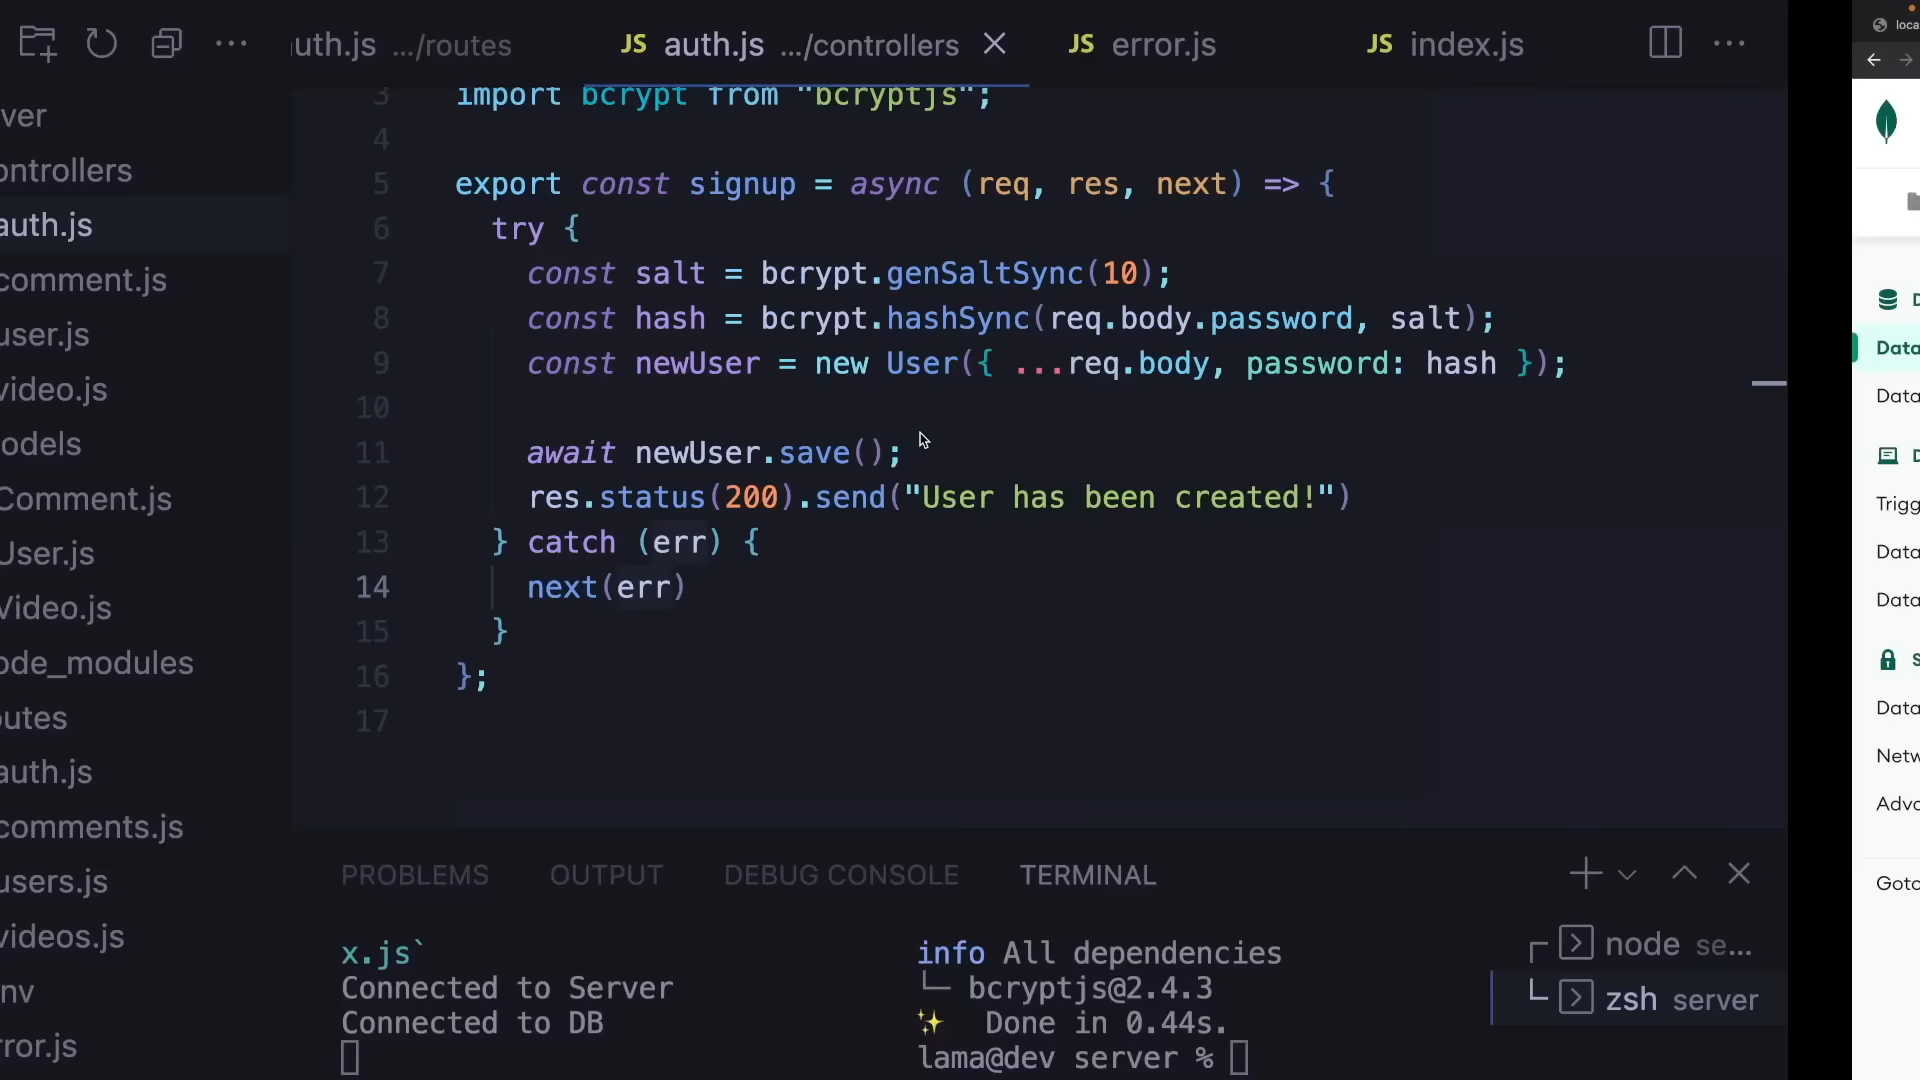 uth.js .../routes
JS auth.js .../controllers
JS error.js
JS index.js
ver
ontrollers
auth.js
comment.js
user.js
video.js
odels
Comment.js
User.js
Video.js
ode_modules
outes
auth.js
comments.js
users.js
videos.js
nv
rror.js
3 import bcrypt from "bcryptjs";
4
5 export const signup = async (req, res, next) => {
6 try {
7 const salt = bcrypt.genSaltSync(10);
8 const hash = bcrypt.hashSync(req.body.password, salt);
9 const newUser = new User({ ...req.body, password: hash });
10
11 await newUser.save();
12 res.status(200).send("User has been created!")
13 } catch (err) {
14 next(err)
15 }
16 };
17
PROBLEMS OUTPUT DEBUG CONSOLE TERMINAL
x.js`
Connected to Server
Connected to DB
info All dependencies
└─ bcryptjs@2.4.3
✨ Done in 0.44s.
lama@dev server %
node se...
zsh server
loca
D
Data
Data
D
Trigg
Data
Data
S
Data
Netw
Adva
Goto